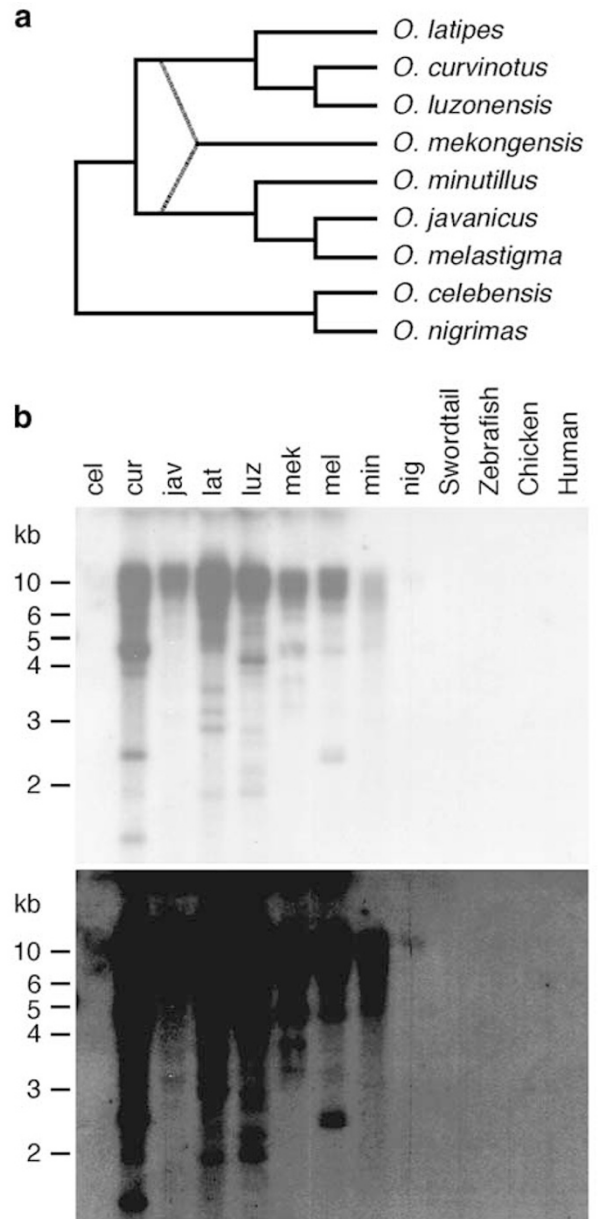 a
O. latipes
O. curvinotus
O. luzonensis
O. mekongensis
O. minutillus
O. javanicus
O. melastigma
O. celebensis
O. nigrimas
b
cel cur jav lat luz mek mel min nig Swordtail Zebrafish Chicken Human
kb
10
6
5
4
3
2
kb
10
6
5
4
3
2